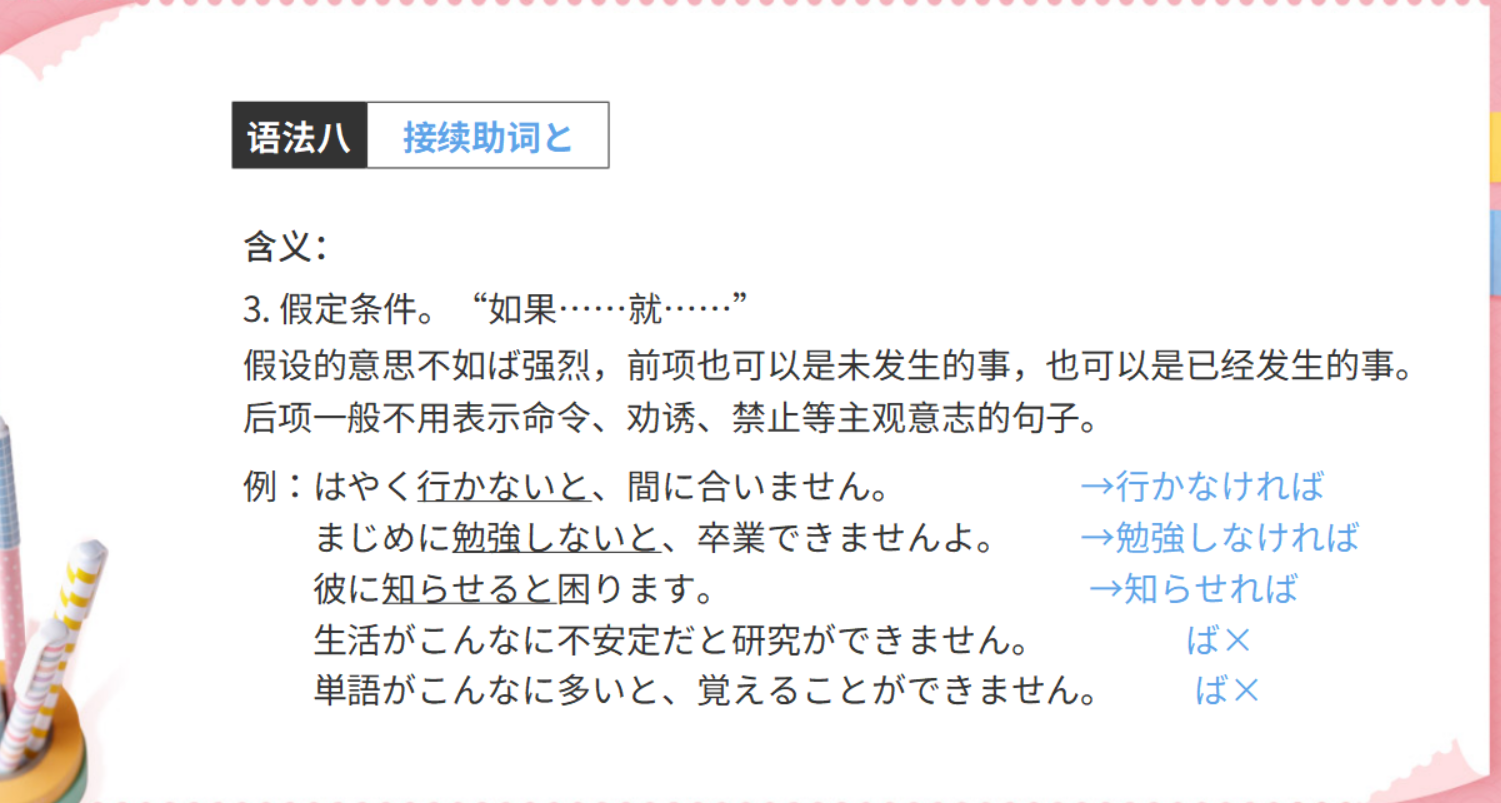 语法八 接续助词と
含义：
3. 假定条件。“如果……就……”
假设的意思不如ば强烈，前项也可以是未发生的事，也可以是已经发生的事。
后项一般不用表示命令、劝诱、禁止等主观意志的句子。
例：はやく行かないと、間に合いません。 →行かなければ
まじめに勉強しないと、卒業できませんよ。 →勉強しなければ
彼に知らせると困ります。 →知らせれば
生活がこんなに不安定だと研究ができません。 ば×
単語がこんなに多いと、覚えることができません。 ば×